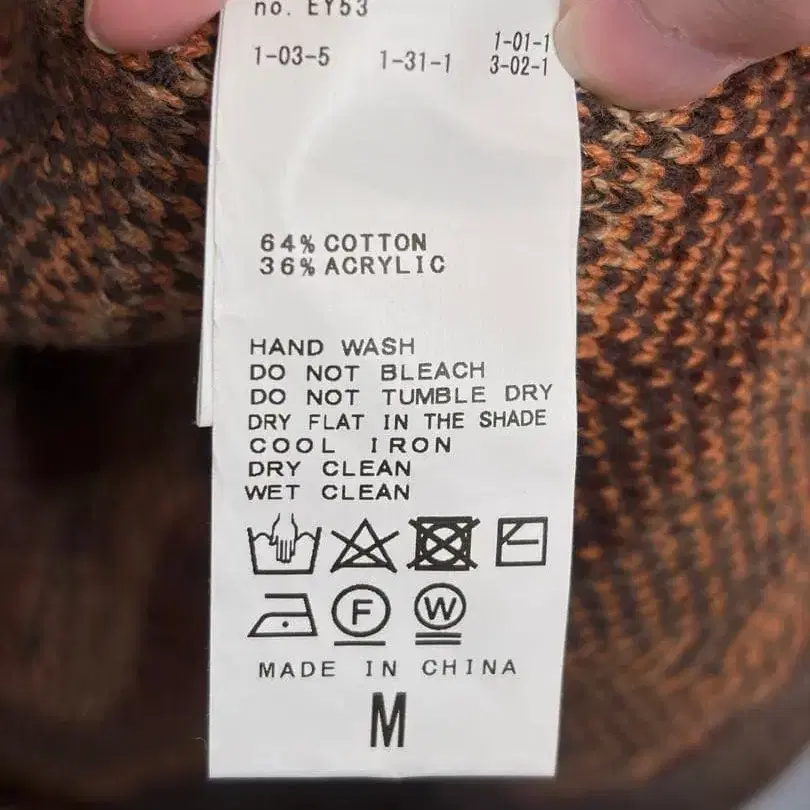 no. EY53
1-03-5 1-31-1 1-01-1
3-02-1
64% COTTON
36% ACRYLIC
HAND WASH
DO NOT BLEACH
DO NOT TUMBLE DRY
DRY FLAT IN THE SHADE
COOL IRON
DRY CLEAN
WET CLEAN
F W
MADE IN CHINA
M